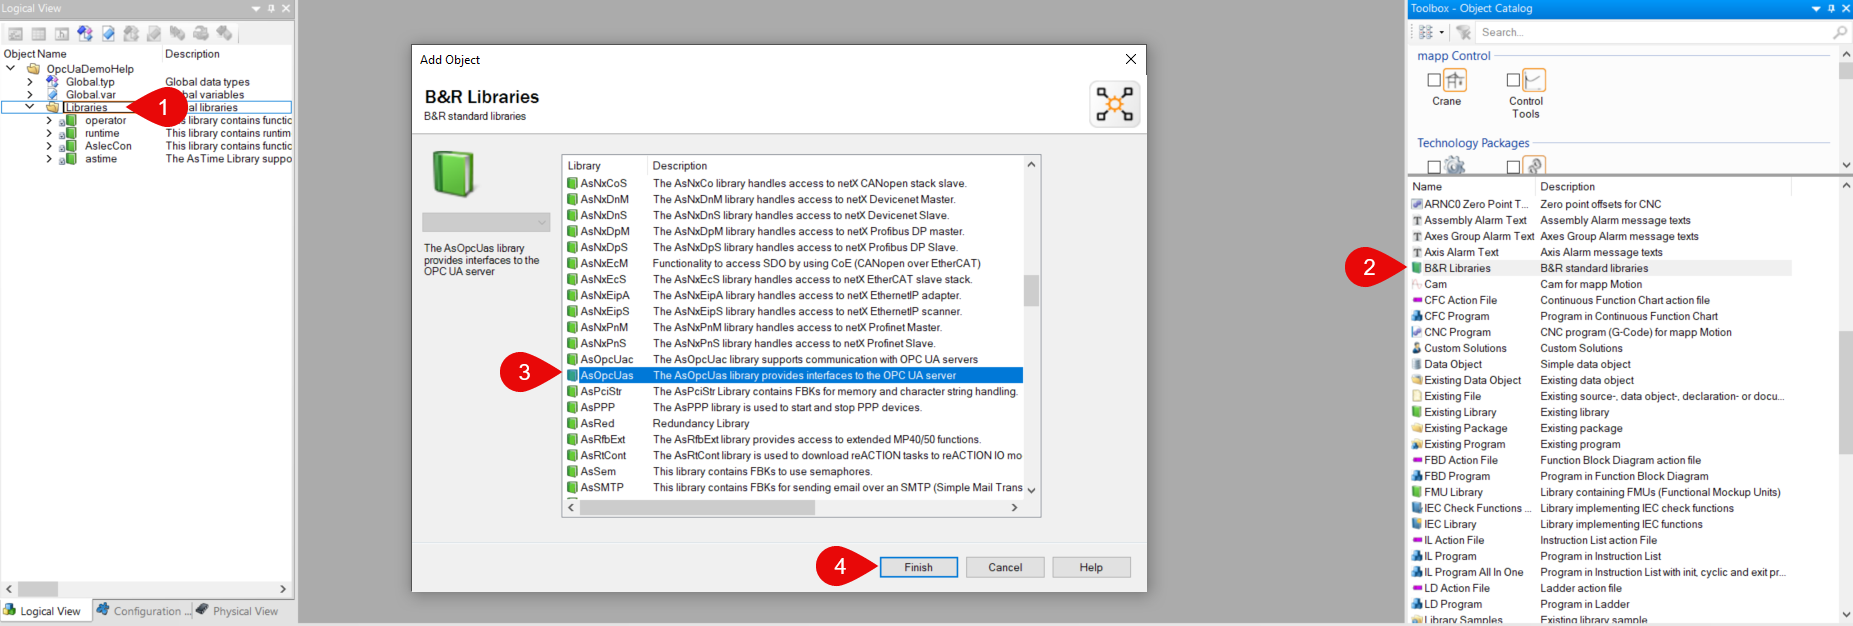 Logical View
Object Name Description
OpcUaDemoHelp
Global.typ Global data types
Global.var bal variables
Libraries al libraries
operator s library contains functic
runtime This library contains runtim
AsIecCon This library contains functic
astime The AsTime Library suppo
Logical View Configuration ... Physical View
1
Add Object
B&R Libraries
B&R standard libraries
The AsOpcUas library
provides interfaces to the
OPC UA server
Library Description
AsNxCoS The AsNxCo library handles access to netX CANopen stack slave.
AsNxDnM The AsNxDnM library handles access to netX Devicenet Master.
AsNxDnS The AsNxDnS library handles access to netX Devicenet Slave.
AsNxDpM The AsNxDpM library handles access to netX Profibus DP master.
AsNxDpS The AsNxDpS library handles access to netX Profibus DP Slave.
AsNxEcM Functionality to access SDO by using CoE (CANopen over EtherCAT)
AsNxEcS The AsNxEcS library handles access to netX EtherCAT slave stack.
AsNxEipA The AsNxEipA library handles access to netX EthernetIP adapter.
AsNxEipS The AsNxEipS library handles access to netX EthernetIP scanner.
AsNxPnM The AsNxPnM library handles access to netX Profinet Master.
AsNxPnS The AsNxPnS library handles access to netX Profinet Slave.
AsOpcUac The AsOpcUac library supports communication with OPC UA servers
AsOpcUas The AsOpcUas library provides interfaces to the OPC UA server
AsPciStr The AsPciStr Library contains FBKs for memory and character string handling.
AsPPP The AsPPP library is used to start and stop PPP devices.
AsRed Redundancy Library
AsRfbExt The AsRfbExt library provides access to extended MP40/50 functions.
AsRtCont The AsRtCont library is used to download reACTION tasks to reACTION IO mo
AsSem This library contains FBKs to use semaphores.
AsSMTP This library contains FBKs for sending email over an SMTP (Simple Mail Trans
3
4
Finish Cancel Help
Toolbox - Object Catalog
Search...
mapp Control
Crane Control
Tools
Technology Packages
Name Description
ARNC0 Zero Point T... Zero point offsets for CNC
Assembly Alarm Text Assembly Alarm message texts
Axes Group Alarm Text Axes Group Alarm message texts
Axis Alarm Text Axis Alarm message texts
2
B&R Libraries B&R standard libraries
Cam Cam for mapp Motion
CFC Action File Continuous Function Chart action file
CFC Program Program in Continuous Function Chart
CNC Program CNC program (G-Code) for mapp Motion
Custom Solutions Custom Solutions
Data Object Simple data object
Existing Data Object Existing data object
Existing File Existing source-, data object-, declaration- or docu...
Existing Library Existing library
Existing Package Existing package
Existing Program Existing program
FBD Action File Function Block Diagram action file
FBD Program Program in Function Block Diagram
FMU Library Library containing FMUs (Functional Mockup Units)
IEC Check Functions ... Library implementing IEC check functions
IEC Library Library implementing IEC functions
IL Action File Instruction List action File
IL Program Program in Instruction List
IL Program All In One Program in Instruction List with init, cyclic and exit pr...
LD Action File Ladder action file
LD Program Program in Ladder
Library Samples Existing library sample